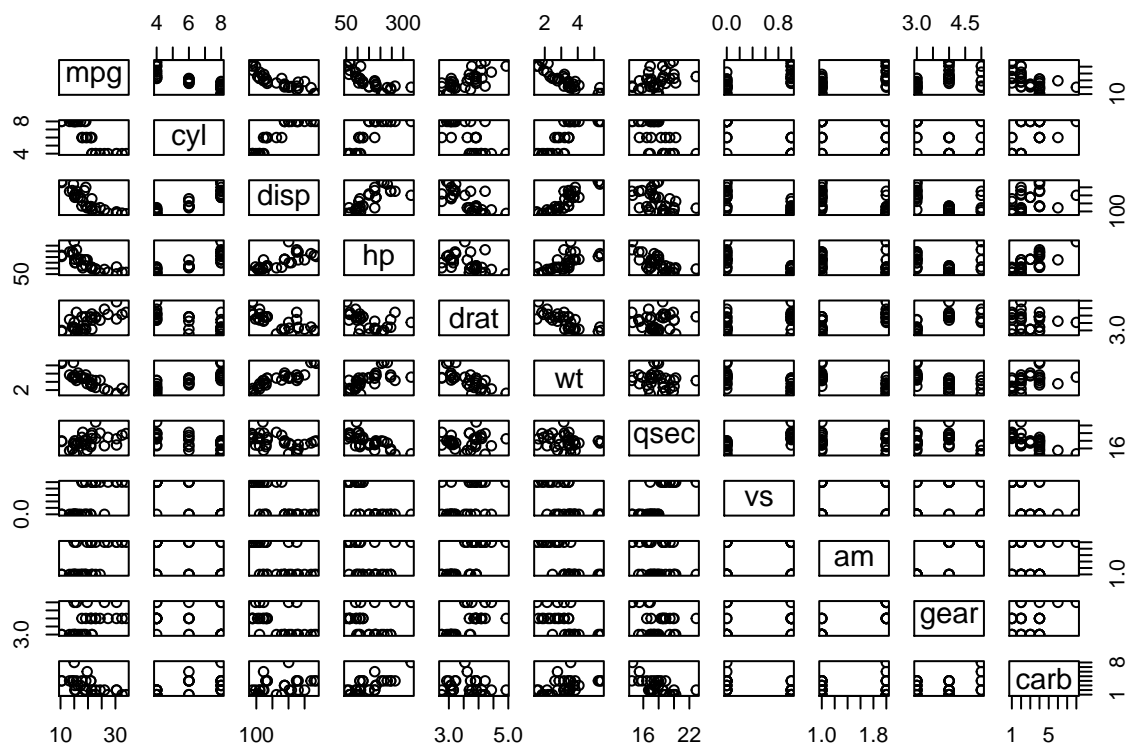 4 6 8 50 300 2 4 0.0 1.0 3.0 4.5
mpg 10
4 8 cyl
disp 100
50 hp
drat 3.0
2 wt
qsec 16
0.0 vs
am 1.0
3.0 gear
carb 1 8
10 30 100 3.0 5.0 16 22 1.0 1.8 1 5